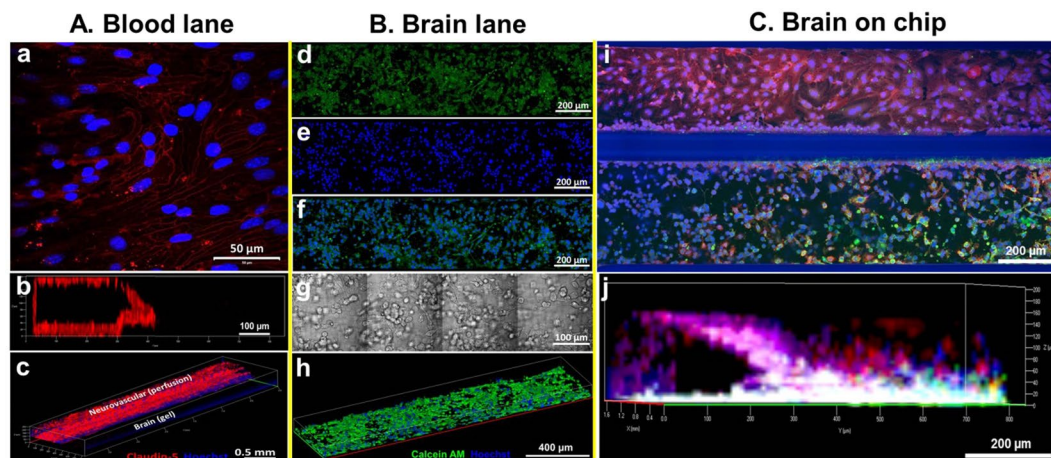 A. Blood lane
B. Brain lane
C. Brain on chip
a
50 µm
b
100 µm
c
Neurovascular (perfusion)
Brain (gel)
Claudin-5 Hoechst
0.5 mm
d
200 µm
e
200 µm
f
200 µm
g
100 µm
h
Calcein AM Hoechst
400 µm
i
200 µm
j
200 µm